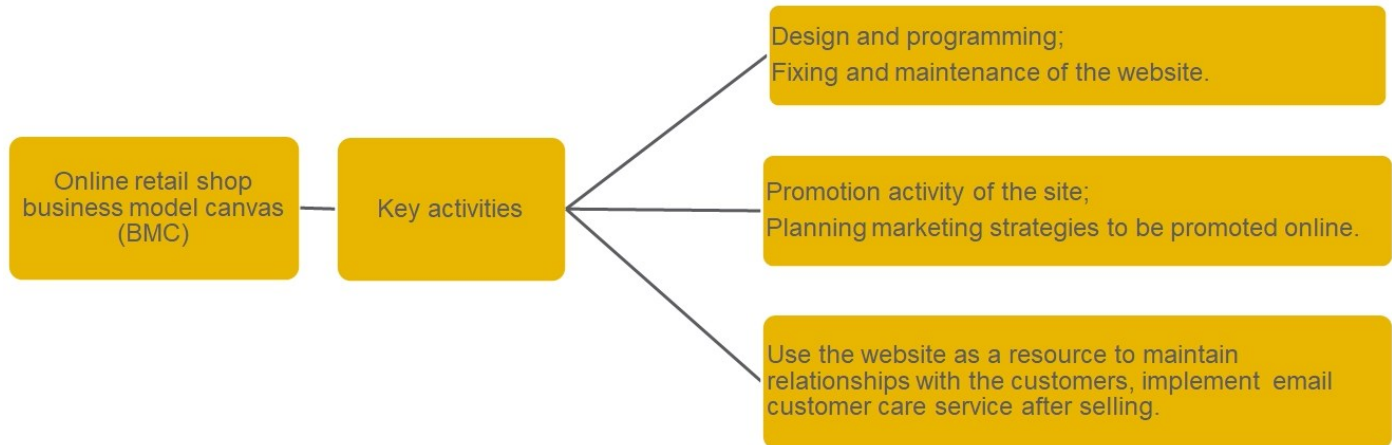 Online retail shop
business model canvas
(BMC)
Key activities
Design and programming;
Fixing and maintenance of the website.
Promotion activity of the site;
Planning marketing strategies to be promoted online.
Use the website as a resource to maintain
relationships with the customers, implement  email
customer care service after selling.